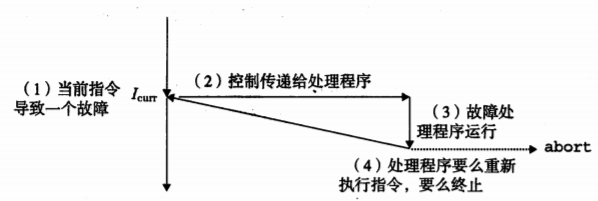 (1)当前指令
导致一个故障
Icurr
(2)控制传递给处理程序
(3)故障处
理程序运行
abort
(4)处理程序要么重新
执行指令,要么终止